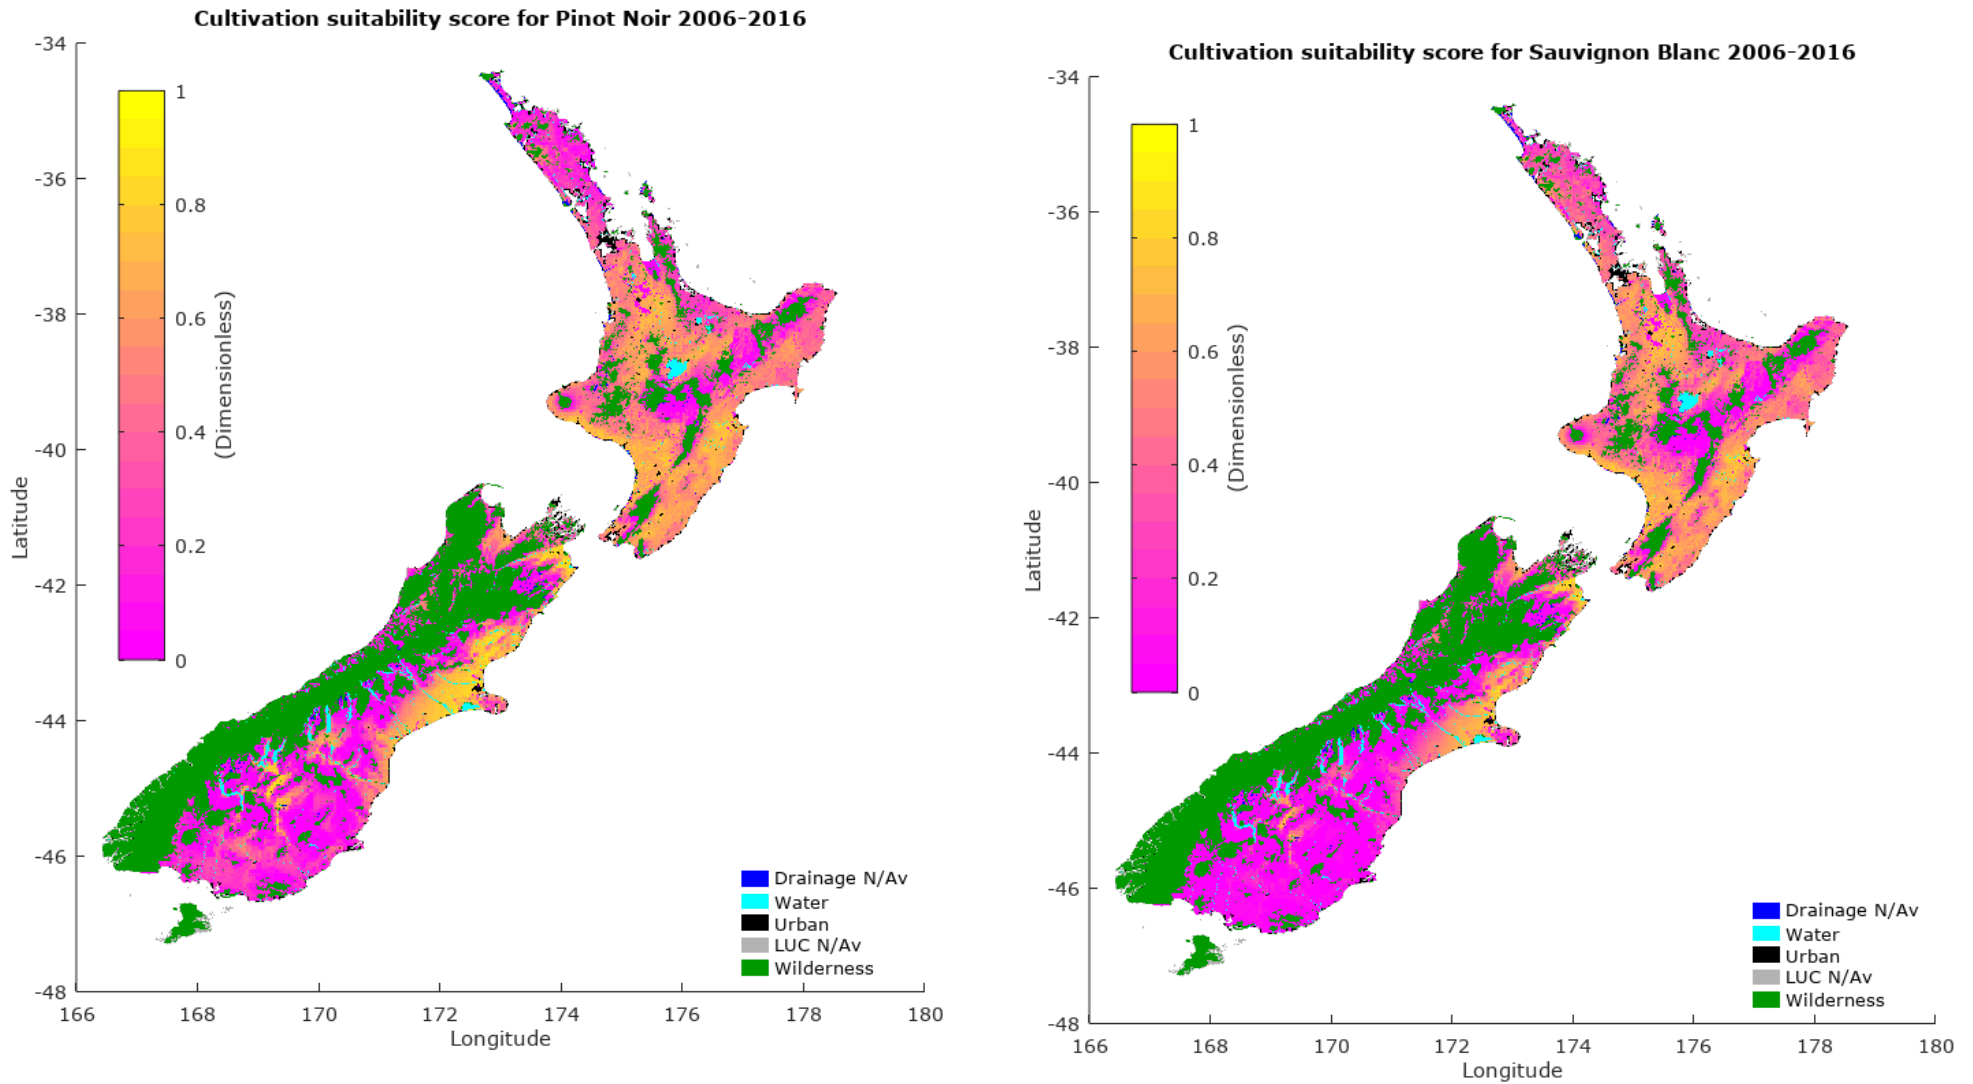 Cultivation suitability score for Pinot Noir 2006-2016
-34
-36
-38
-40
-42
-44
-46
-48
Latitude
1
0.8
0.6
0.4
0.2
0
(Dimensionless)
Drainage N/Av
Water
Urban
LUC N/Av
Wilderness
166 168 170 172 174 176 178 180
Longitude
Cultivation suitability score for Sauvignon Blanc 2006-2016
-34
-36
-38
-40
-42
-44
-46
-48
Latitude
1
0.8
0.6
0.4
0.2
0
(Dimensionless)
Drainage N/Av
Water
Urban
LUC N/Av
Wilderness
166 168 170 172 174 176 178 180
Longitude